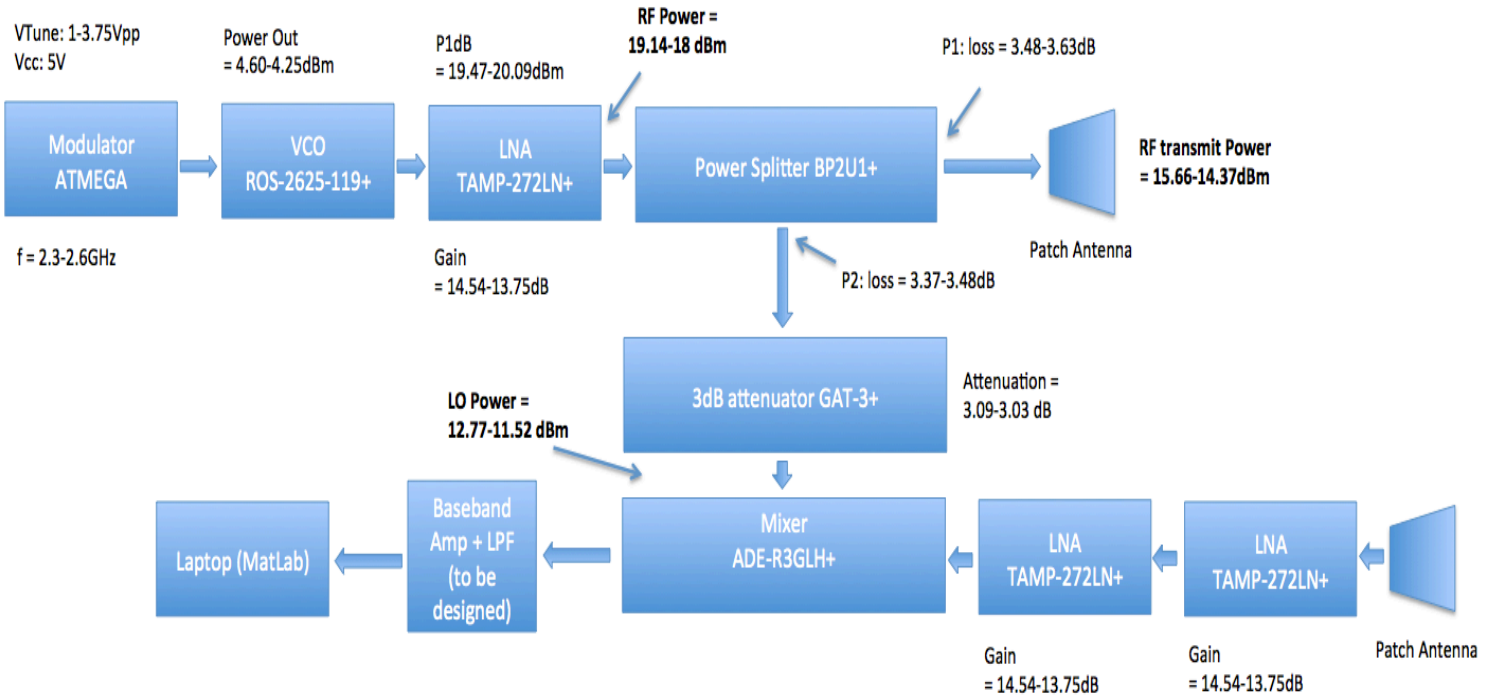 VTune: 1-3.75Vpp
Vcc: 5V
Power Out
= 4.60-4.25dBm
P1dB
= 19.47-20.09dBm
RF Power =
19.14-18 dBm
P1: loss = 3.48-3.63dB
Modulator
ATMEGA
VCO
ROS-2625-119+
LNA
TAMP-272LN+
Power Splitter BP2U1+
RF transmit Power
= 15.66-14.37dBm
Patch Antenna
f = 2.3-2.6GHz
Gain
= 14.54-13.75dB
P2: loss = 3.37-3.48dB
3dB attenuator GAT-3+
Attenuation =
3.09-3.03 dB
LO Power =
12.77-11.52 dBm
Laptop (MatLab)
Baseband
Amp + LPF
(to be
designed)
Mixer
ADE-R3GLH+
LNA
TAMP-272LN+
LNA
TAMP-272LN+
Patch Antenna
Gain
= 14.54-13.75dB
Gain
= 14.54-13.75dB